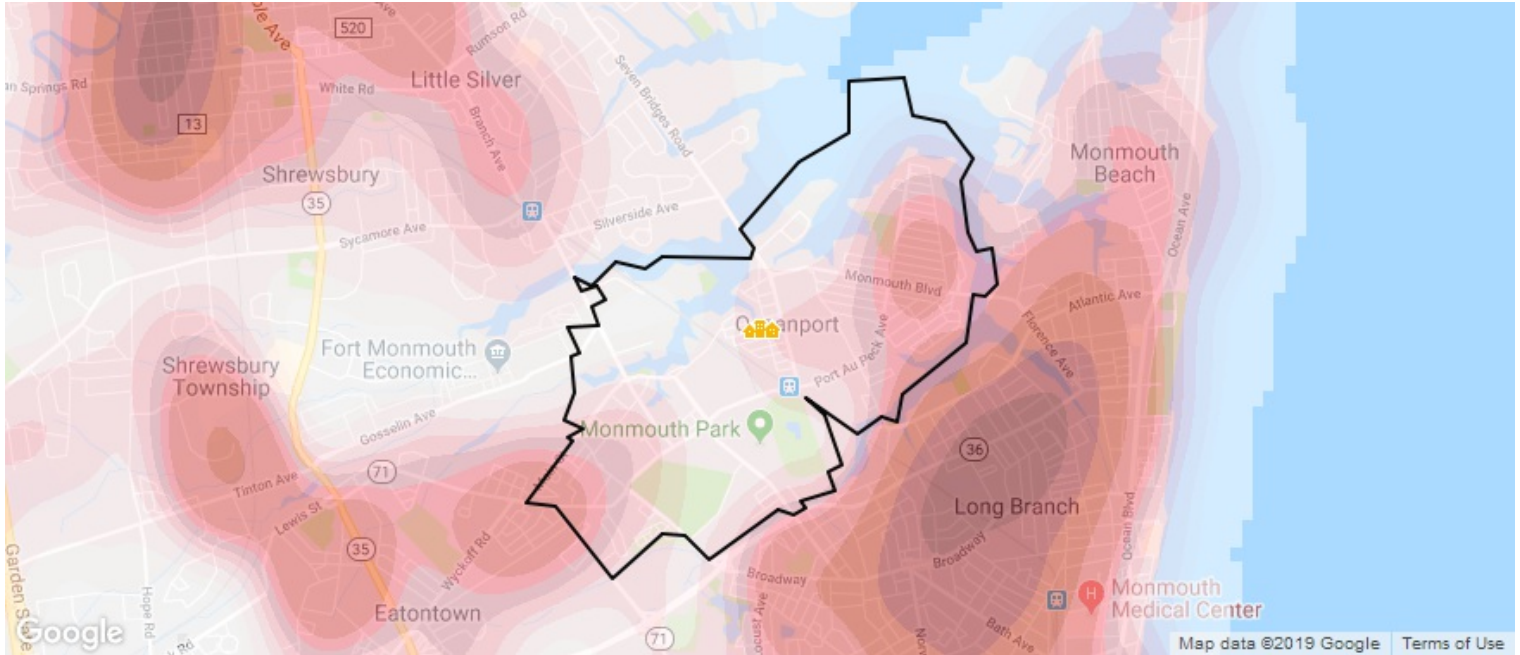 520
Rumson Rd
Little Silver
Seven Bridges Road
White Rd
an Springs Rd
13
Branch Ave
Monmouth
Beach
Shrewsbury
35
Silverside Ave
Sycamore Ave
Ocean Ave
Monmouth Blvd
Atlantic Ave
Florence Ave
Fort Monmouth
Economic...
Port Au Peck Ave
Shrewsbury
Township
Gosselin Ave
Monmouth Park
71
36
Tinton Ave
Lewis St
Long Branch
35
Wyckoff Rd
Broadway
Ocean Blvd
Broadway
Garden State
Hope Rd
Eatontown
H
Monmouth
Medical Center
71
Bath Ave
Google
Map data ©2019 Google
Terms of Use